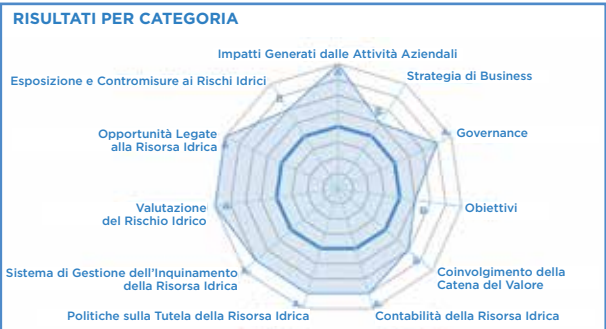 RISULTATI PER CATEGORIA
Impatti Generati dalle Attività Aziendali
Esposizione e Contromisure ai Rischi Idrici
Strategia di Business
Opportunità Legate
alla Risorsa Idrica
Governance
Valutazione
del Rischio Idrico
Obiettivi
Sistema di Gestione dell'Inquinamento
della Risorsa Idrica
Coinvolgimento della
Catena del Valore
Politiche sulla Tutela della Risorsa Idrica
Contabilità della Risorsa Idrica